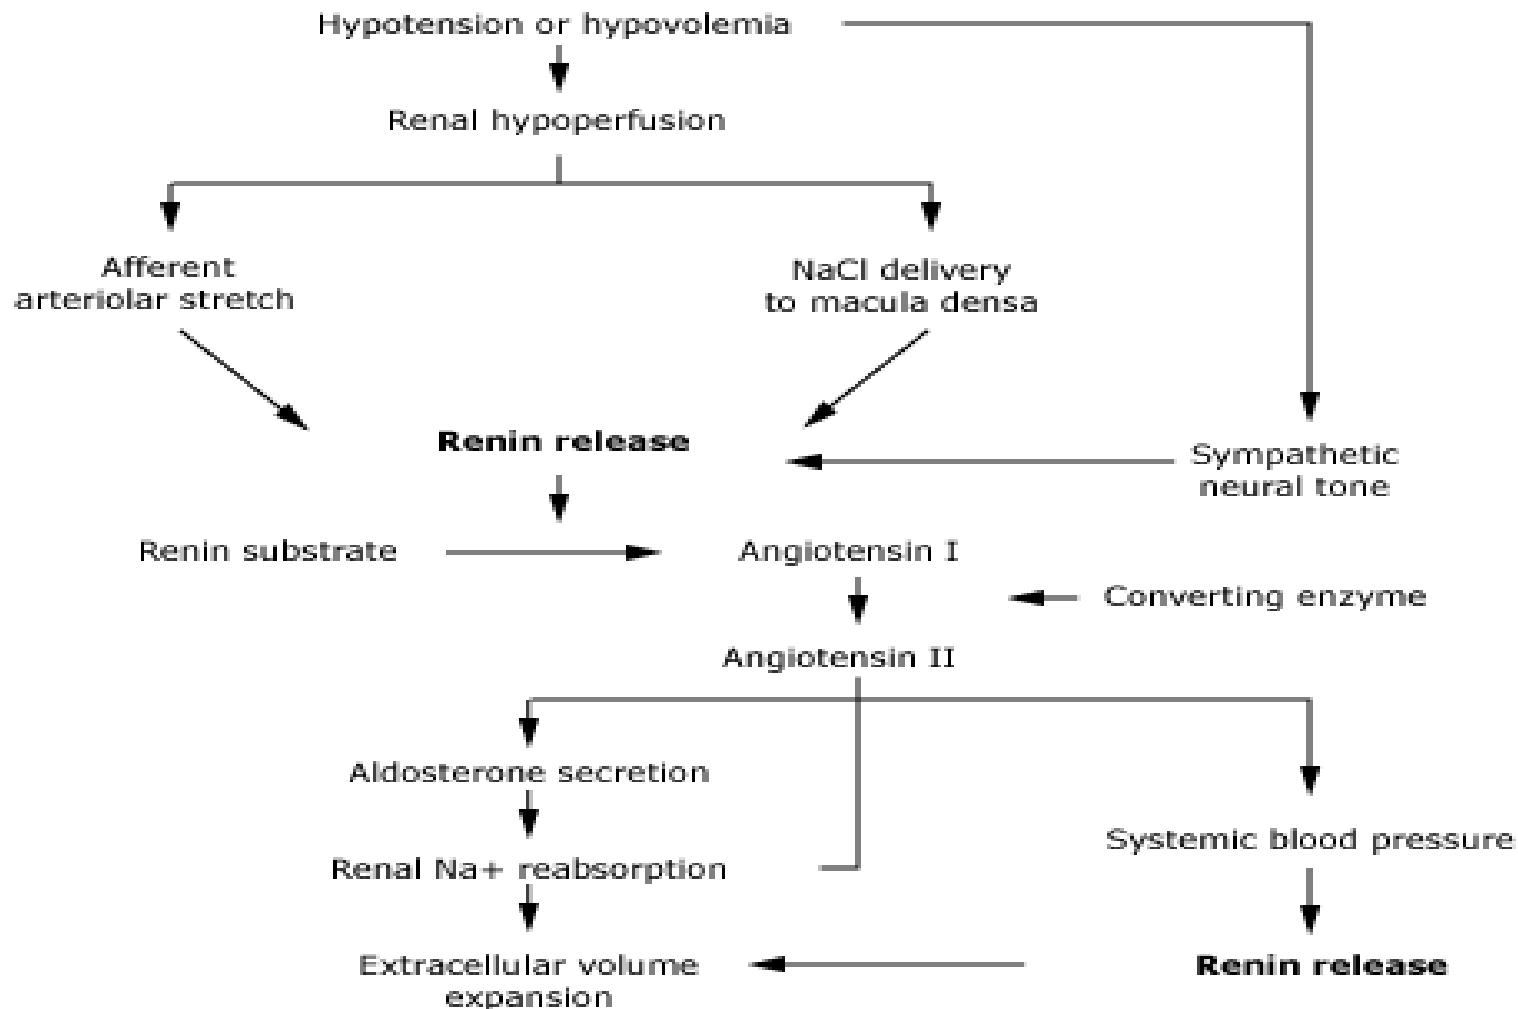 Hypotension or hypovolemia
Renal hypoperfusion
Afferent
arteriolar stretch
NaCl delivery
to macula densa
Renin release
Sympathetic
neural tone
Renin substrate
Angiotensin I
Converting enzyme
Angiotensin II
Aldosterone secretion
Systemic blood pressure
Renal Na+ reabsorption
Extracellular volume
expansion
Renin release